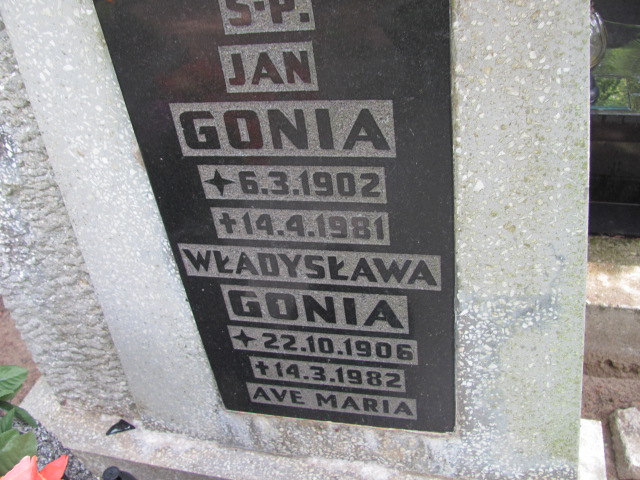 Ś.P.
JAN
GONIA
✦6.3.1902
✝14.4.1981
WŁADYSŁAWA
GONIA
✦22.10.1906
✝14.3.1982
AVE MARIA